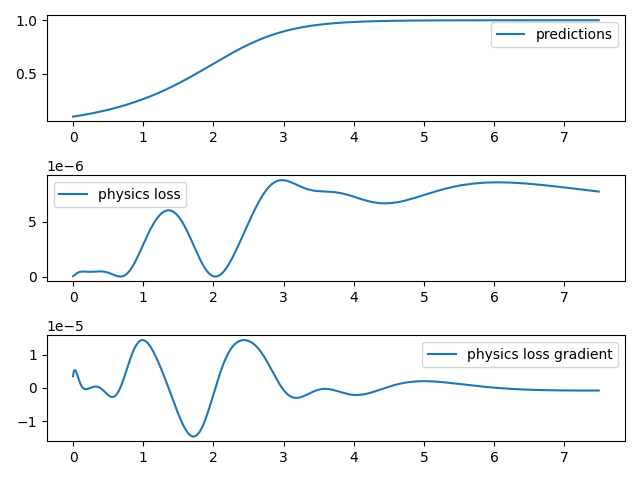 1.0
0.5
predictions
0 1 2 3 4 5 6 7
1e−6
physics loss
5
0
0 1 2 3 4 5 6 7
1e−5
physics loss gradient
1
0
−1
0 1 2 3 4 5 6 7